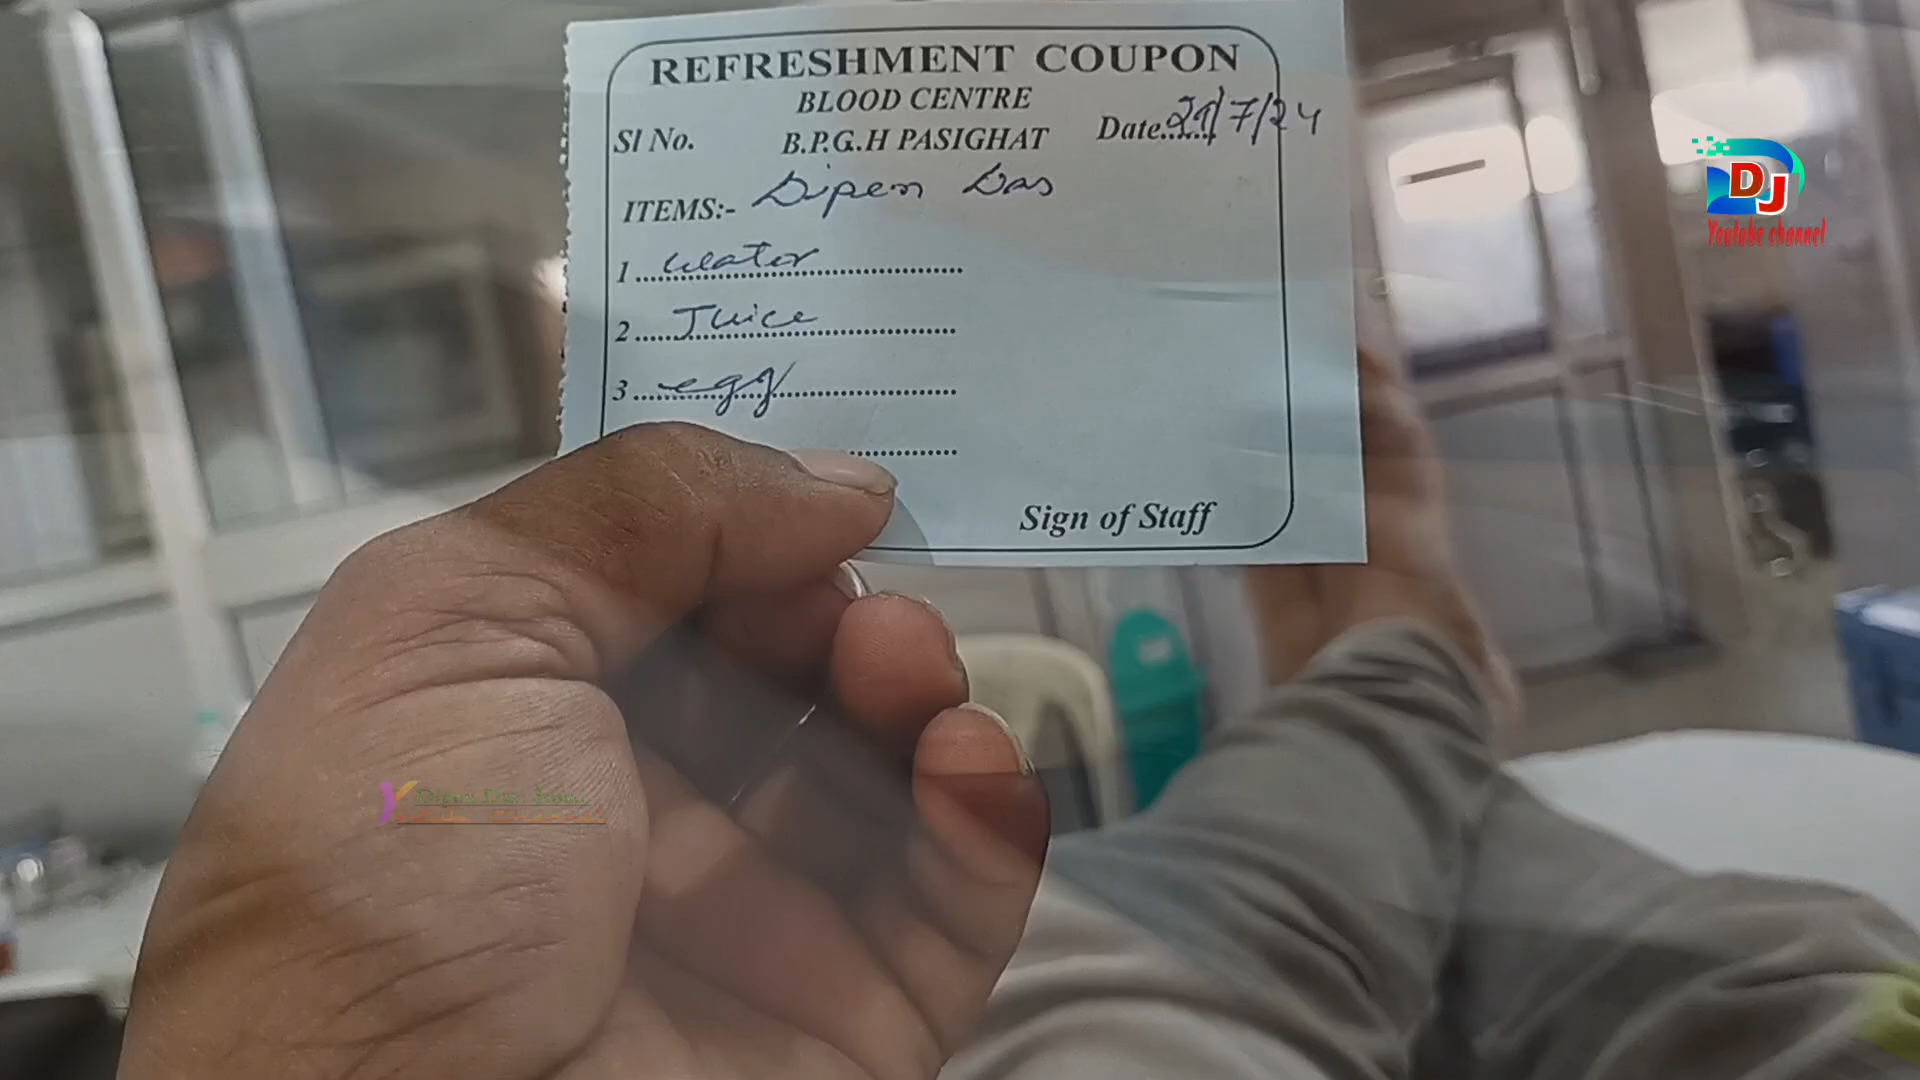 REFRESHMENT COUPON
BLOOD CENTRE
Sl No. B.P.G.H PASIGHAT Date....... /7/24
ITEMS:- Dipen Das
1 Water
2 Juice
3 egg
Sign of Staff
DJ
Youtube channel